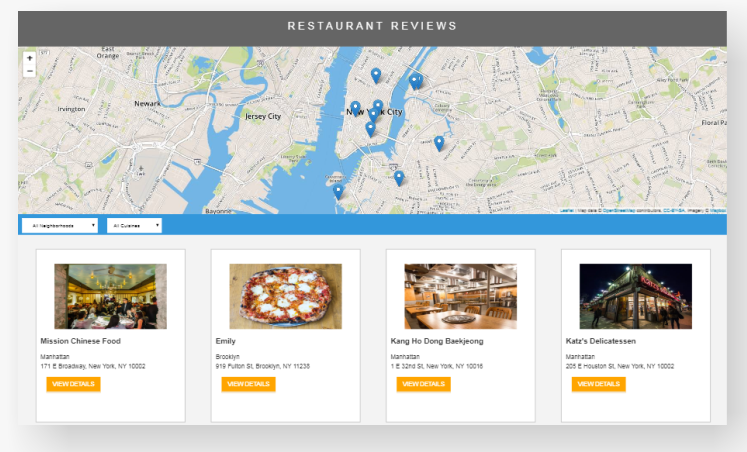 RESTAURANT REVIEWS
+
−
East
Orange
Irvington
Newark
Jersey City
New York City
Bayonne
Floral Pa
Leaflet | Map data © OpenStreetMap contributors, CC-BY-SA, Imagery © Mapbox
All Neighborhoods
All Cuisines
Mission Chinese Food
Manhattan
171 E Broadway, New York, NY 10002
VIEW DETAILS
Emily
Brooklyn
919 Fulton St, Brooklyn, NY 11238
VIEW DETAILS
Kang Ho Dong Baekjeong
Manhattan
1 E 32nd St, New York, NY 10016
VIEW DETAILS
Katz's Delicatessen
Manhattan
205 E Houston St, New York, NY 10002
VIEW DETAILS